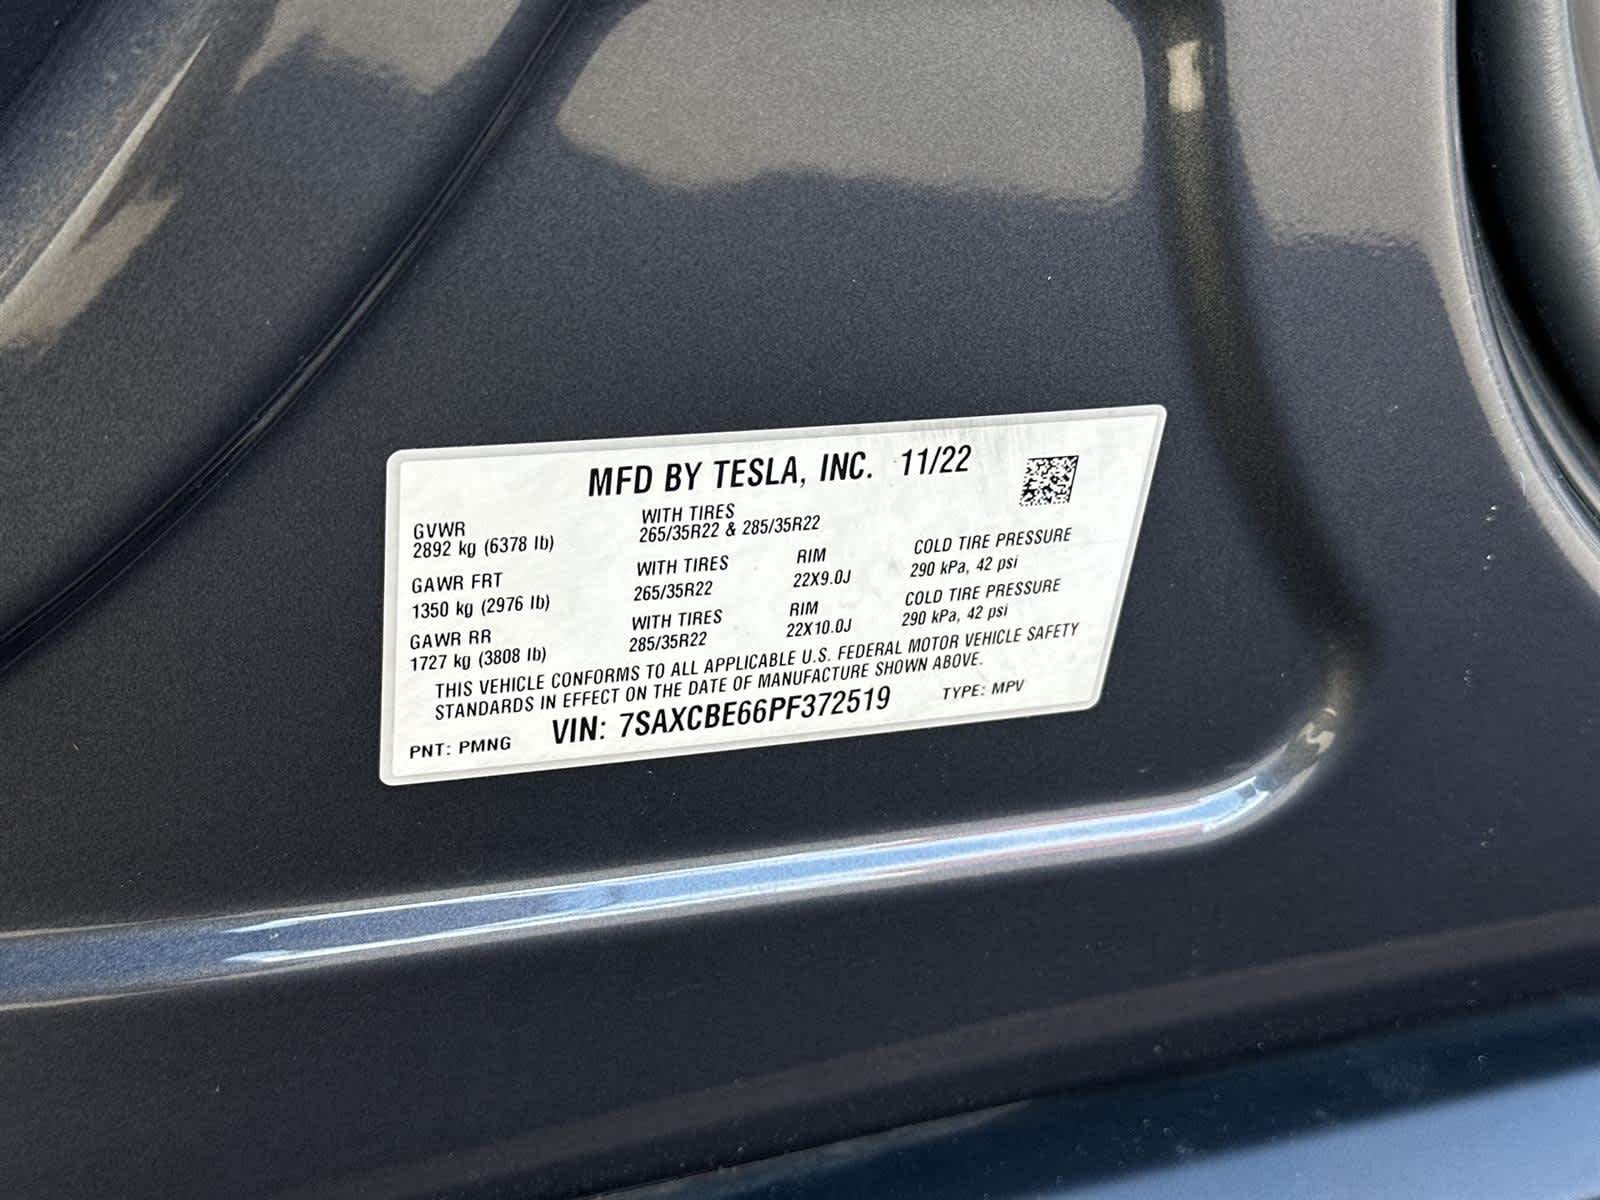 MFD BY TESLA, INC. 11/22
GVWR
2892 kg (6378 lb)
WITH TIRES
265/35R22 & 285/35R22
GAWR FRT
1350 kg (2976 lb)
WITH TIRES
265/35R22
RIM
22X9.0J
COLD TIRE PRESSURE
290 kPa, 42 psi
GAWR RR
1727 kg (3808 lb)
WITH TIRES
285/35R22
RIM
22X10.0J
COLD TIRE PRESSURE
290 kPa, 42 psi
THIS VEHICLE CONFORMS TO ALL APPLICABLE U.S. FEDERAL MOTOR VEHICLE SAFETY
STANDARDS IN EFFECT ON THE DATE OF MANUFACTURE SHOWN ABOVE.
PNT: PMNG VIN: 7SAXCBE66PF372519 TYPE: MPV